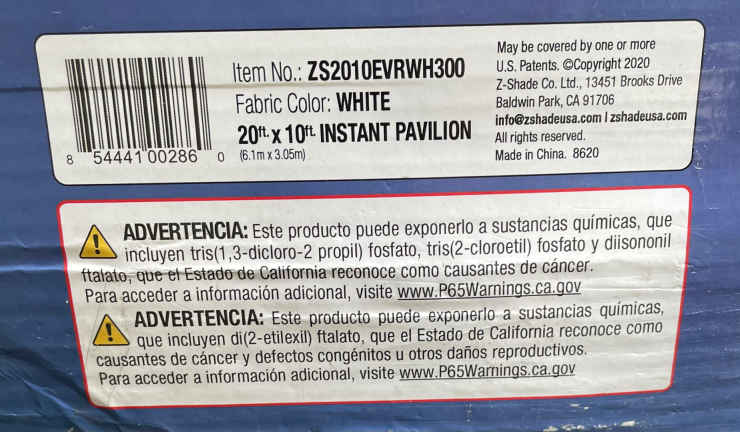 Item No.: ZS2010EVRWH300
Fabric Color: WHITE
20ft. x 10ft. INSTANT PAVILION
(6.1m x 3.05m)
8 54441 00286 0
May be covered by one or more
U.S. Patents. ©Copyright 2020
Z-Shade Co. Ltd., 13451 Brooks Drive
Baldwin Park, CA 91706
info@zshadeusa.com | zshadeusa.com
All rights reserved.
Made in China. 8620
ADVERTENCIA: Este producto puede exponerlo a sustancias químicas, que
incluyen tris(1,3-dicloro-2 propil) fosfato, tris(2-cloroetil) fosfato y diisononil
ftalato, que el Estado de California reconoce como causantes de cáncer.
Para acceder a información adicional, visite www.P65Warnings.ca.gov
ADVERTENCIA: Este producto puede exponerlo a sustancias químicas,
que incluyen di(2-etilexil) ftalato, que el Estado de California reconoce como
causantes de cáncer y defectos congénitos u otros daños reproductivos.
Para acceder a información adicional, visite www.P65Warnings.ca.gov